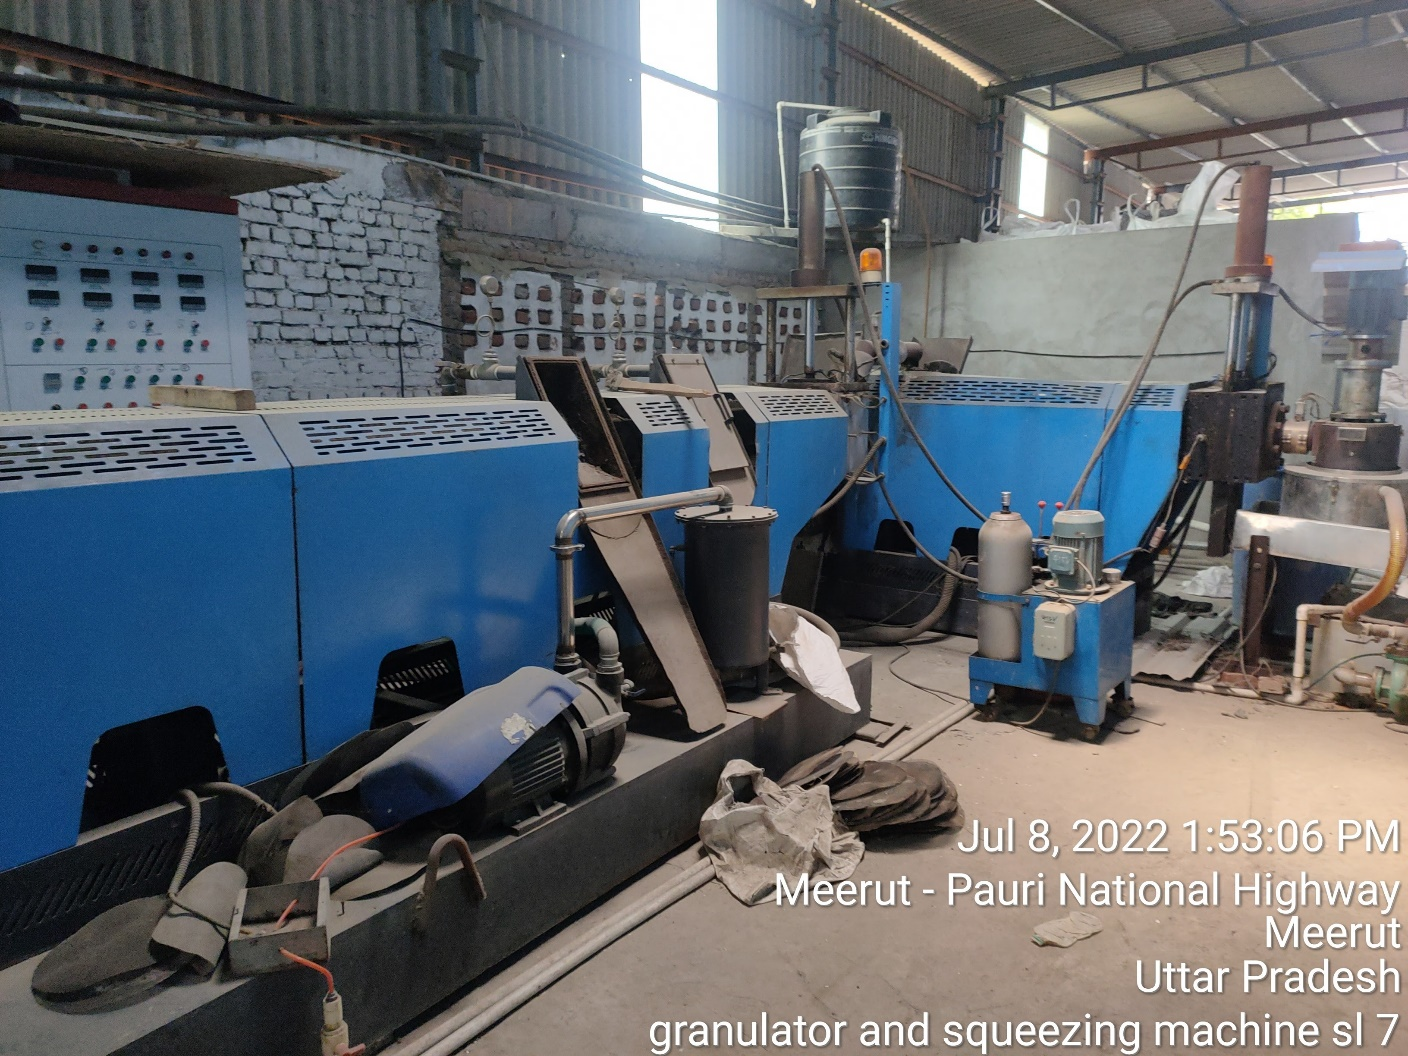 Jul 8, 2022 1:53:06 PM
Meerut - Pauri National Highway
Meerut
Uttar Pradesh
granulator and squeezing machine sl 7